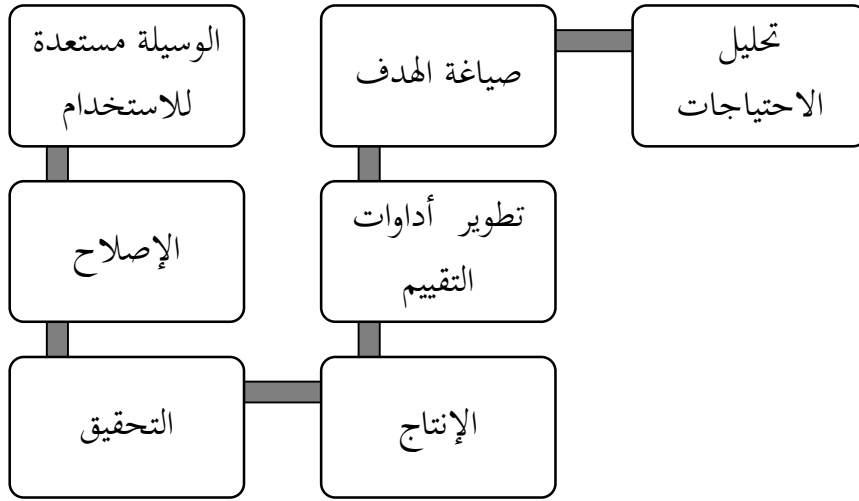 تحليل
الاحتياجات
صياغة الهدف
تطوير أداوات
التقييم
الإنتاج
التحقيق
الإصلاح
الوسيلة مستعدة
للاستخدام